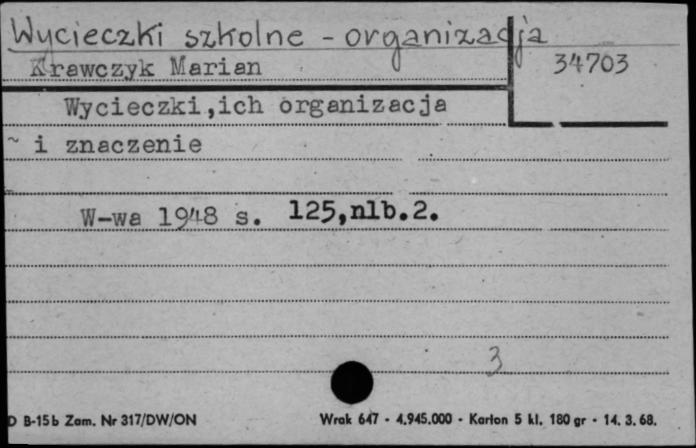 Wycieczki szkolne - organizacja
Krawczyk Marian
34703
Wycieczki,ich organizacja
~ i znaczenie
W-wa 1948 s. 125,nlb.2.
3
D B-15b Zam. Nr 317/DW/ON
Wrak 647 - 4.945.000 - Karton 5 kl. 180 gr - 14. 3. 68.